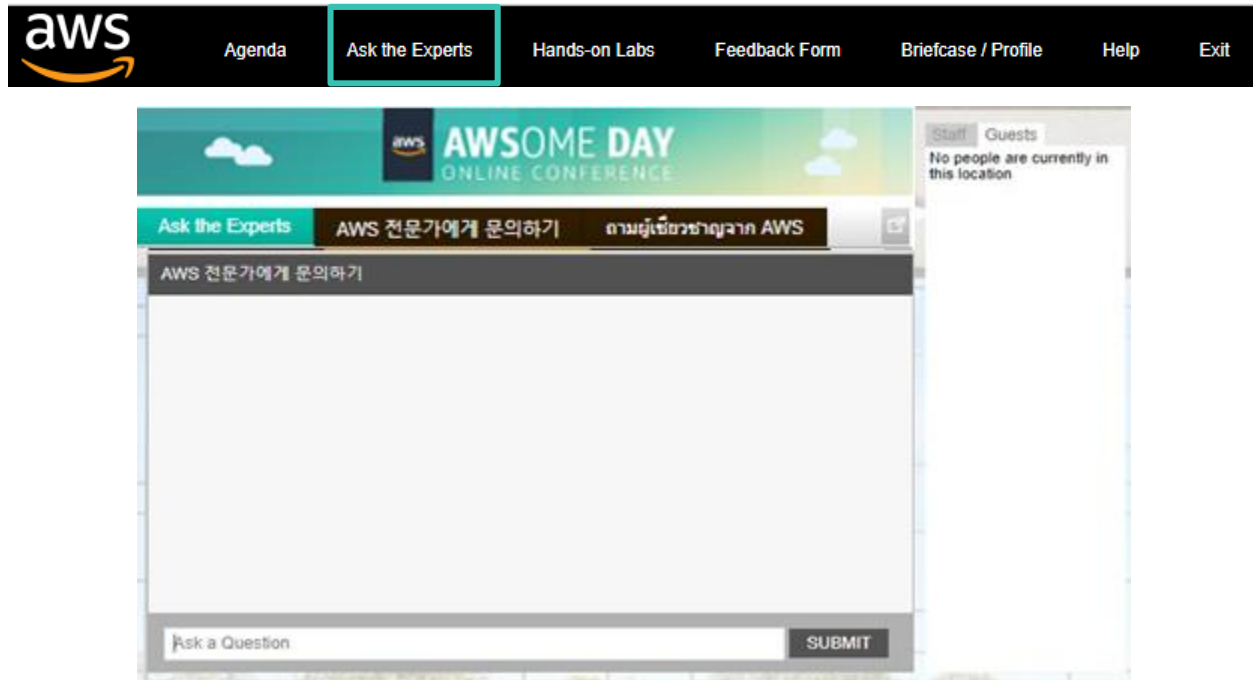 aws
Agenda Ask the Experts Hands-on Labs Feedback Form Briefcase / Profile Help Exit
aws AWSOME DAY
ONLINE CONFERENCE
Staff Guests
No people are currently in
this location
Ask the Experts AWS 전문가에게 문의하기 ถามผู้เชี่ยวชาญจาก AWS
AWS 전문가에게 문의하기
Ask a Question SUBMIT